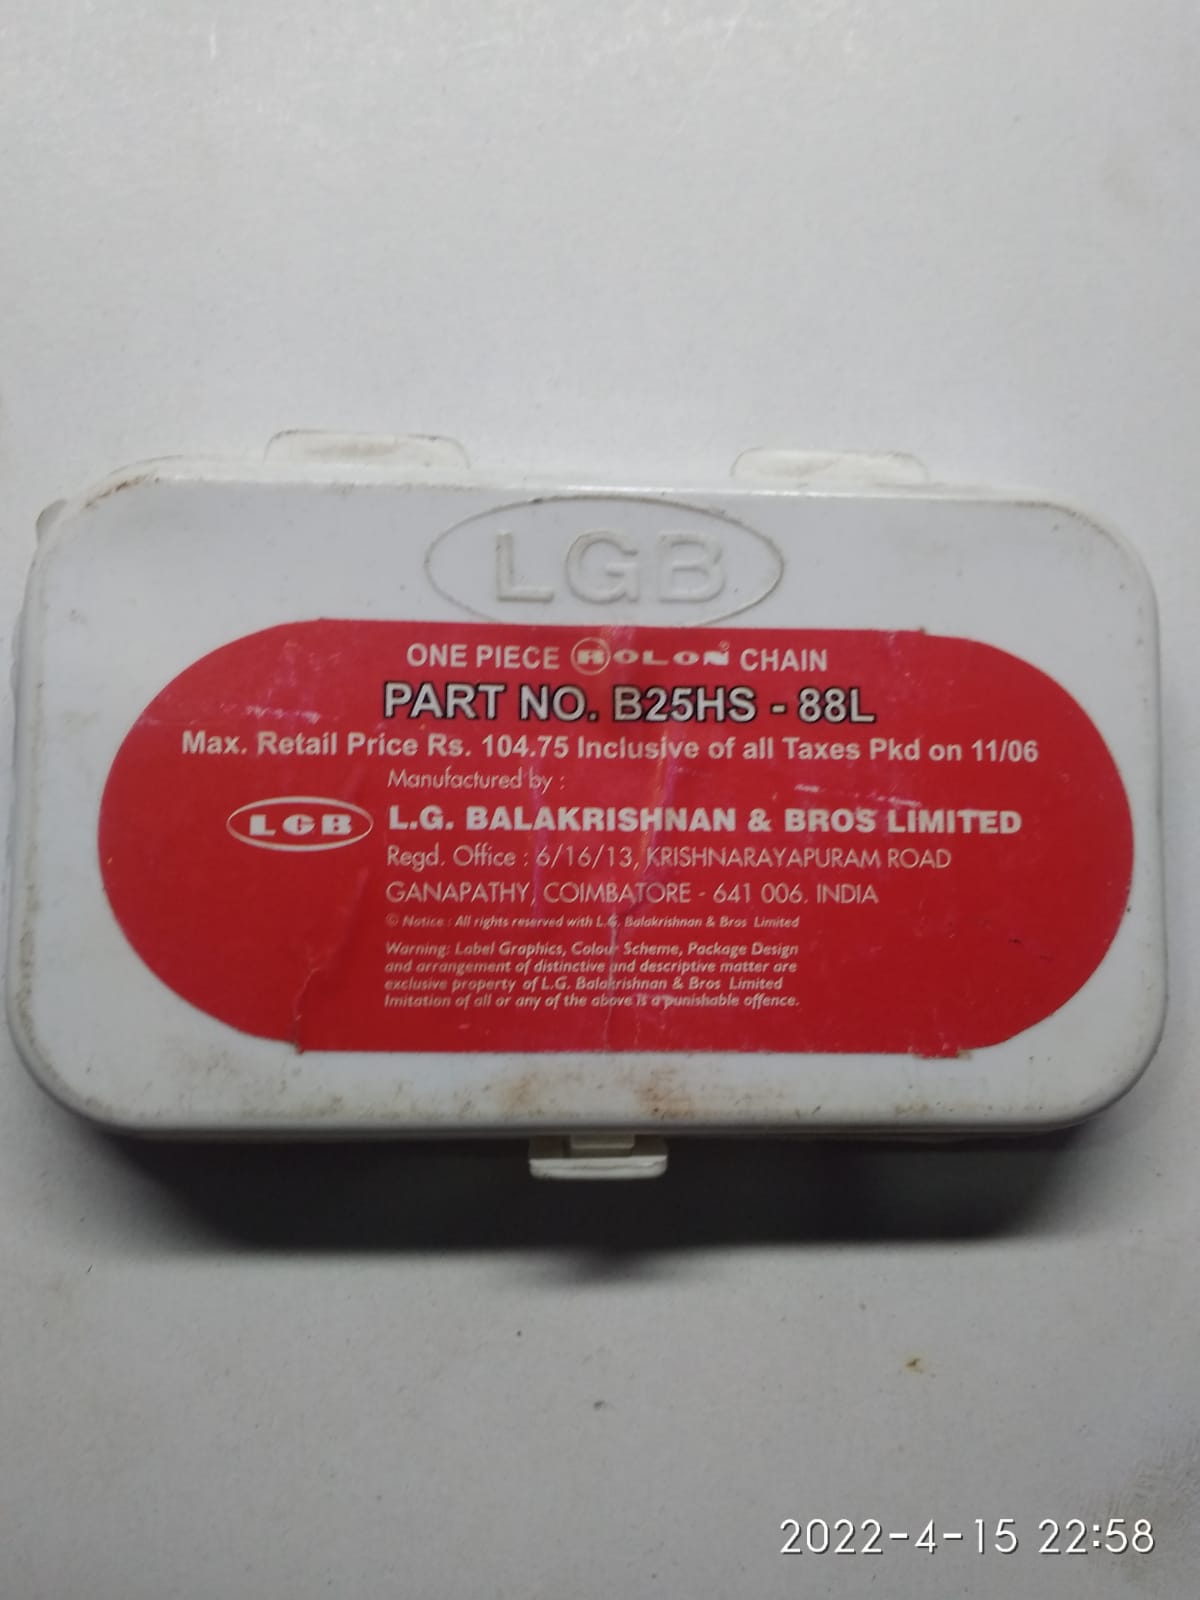 LGB
ONE PIECE ROLON® CHAIN
PART NO. B25HS - 88L
Max. Retail Price Rs. 104.75 Inclusive of all Taxes Pkd on 11/06
Manufactured by :
LGB L.G. BALAKRISHNAN & BROS LIMITED
Regd. Office : 6/16/13, KRISHNARAYAPURAM ROAD
GANAPATHY, COIMBATORE - 641 006. INDIA
© Notice : All rights reserved with L.G. Balakrishnan & Bros Limited
Warning: Label Graphics, Colour Scheme, Package Design
and arrangement of distinctive and descriptive matter are
exclusive property of L.G. Balakrishnan & Bros Limited
Imitation of all or any of the above is a punishable offence.
2022-4-15 22:58